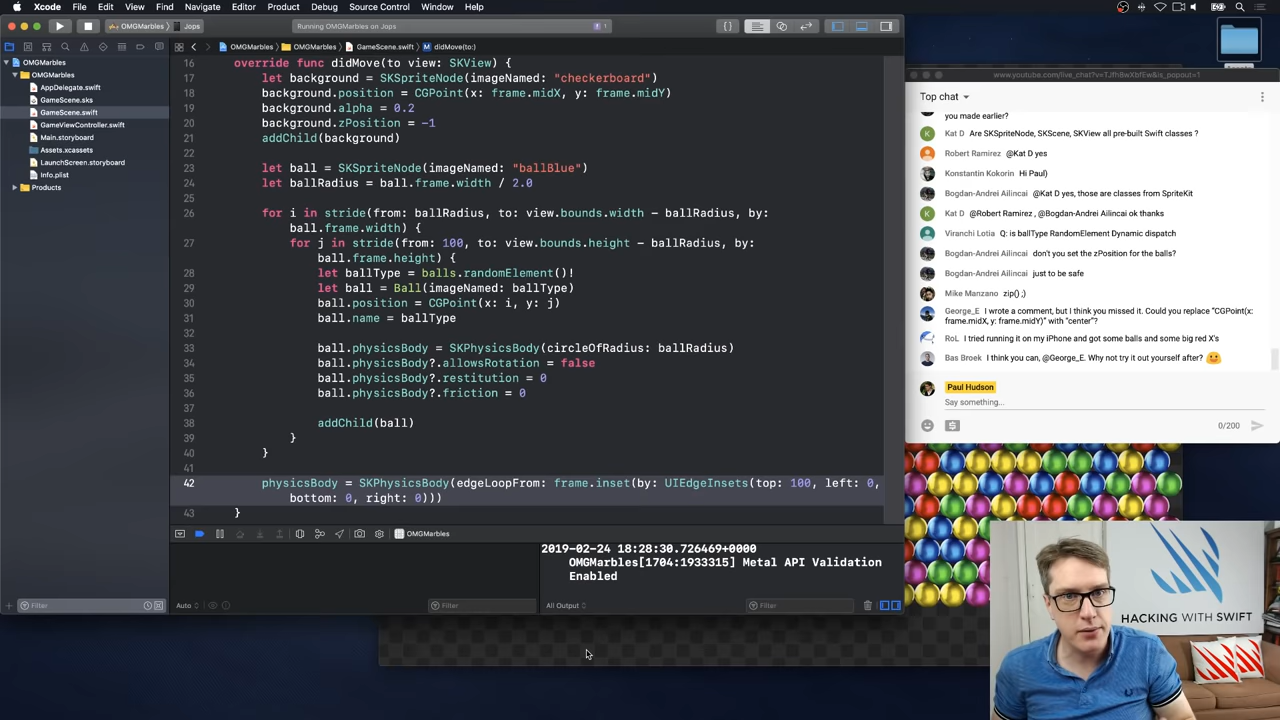 Xcode File Edit View Find Navigate Editor Product Debug Source Control Window Help
OMGMarbles Jops Running OMGMarbles on Jops 1
OMGMarbles OMGMarbles GameScene.swift didMove(to:)
OMGMarbles
OMGMarbles
AppDelegate.swift
GameScene.sks
GameScene.swift
GameViewController.swift
Main.storyboard
Assets.xcassets
LaunchScreen.storyboard
Info.plist
Products
16 override func didMove(to view: SKView) {
17 let background = SKSpriteNode(imageNamed: "checkerboard")
18 background.position = CGPoint(x: frame.midX, y: frame.midY)
19 background.alpha = 0.2
20 background.zPosition = -1
21 addChild(background)
22
23 let ball = SKSpriteNode(imageNamed: "ballBlue")
24 let ballRadius = ball.frame.width / 2.0
25
26 for i in stride(from: ballRadius, to: view.bounds.width - ballRadius, by:
ball.frame.width) {
27 for j in stride(from: 100, to: view.bounds.height - ballRadius, by:
ball.frame.height) {
28 let ballType = balls.randomElement()!
29 let ball = Ball(imageNamed: ballType)
30 ball.position = CGPoint(x: i, y: j)
31 ball.name = ballType
32
33 ball.physicsBody = SKPhysicsBody(circleOfRadius: ballRadius)
34 ball.physicsBody?.allowsRotation = false
35 ball.physicsBody?.restitution = 0
36 ball.physicsBody?.friction = 0
37
38 addChild(ball)
39 }
40 }
41
42 physicsBody = SKPhysicsBody(edgeLoopFrom: frame.inset(by: UIEdgeInsets(top: 100, left: 0,
bottom: 0, right: 0)))
43 }
OMGMarbles
2019-02-24 18:28:30.726469+0000
OMGMarbles[1704:1933315] Metal API Validation
Enabled
Filter Auto Filter All Output Filter
www.youtube.com/live_chat?v=TJfh8wXbfEw&is_popout=1
Top chat
you made earlier?
K Kat D Are SKSpriteNode, SKScene, SKView all pre-built Swift classes ?
Robert Ramirez @Kat D yes
Konstantin Kokorin Hi Paul)
Bogdan-Andrei Ailincai @Kat D yes, those are classes from SpriteKit
K Kat D @Robert Ramirez , @Bogdan-Andrei Ailincai ok thanks
Viranchi Lotia Q: is ballType RandomElement Dynamic dispatch
Bogdan-Andrei Ailincai don't you set the zPosition for the balls?
Bogdan-Andrei Ailincai just to be safe
Mike Manzano zip() ;)
George_E I wrote a comment, but I think you missed it. Could you replace "CGPoint(x:
frame.midX, y: frame.midY)" with "center"?
RoL I tried running it on my iPhone and got some balls and some big red X's
Bas Broek I think you can, @George_E. Why not try it out yourself after?
Paul Hudson
Say something...
0/200
HACKING WITH SWIFT